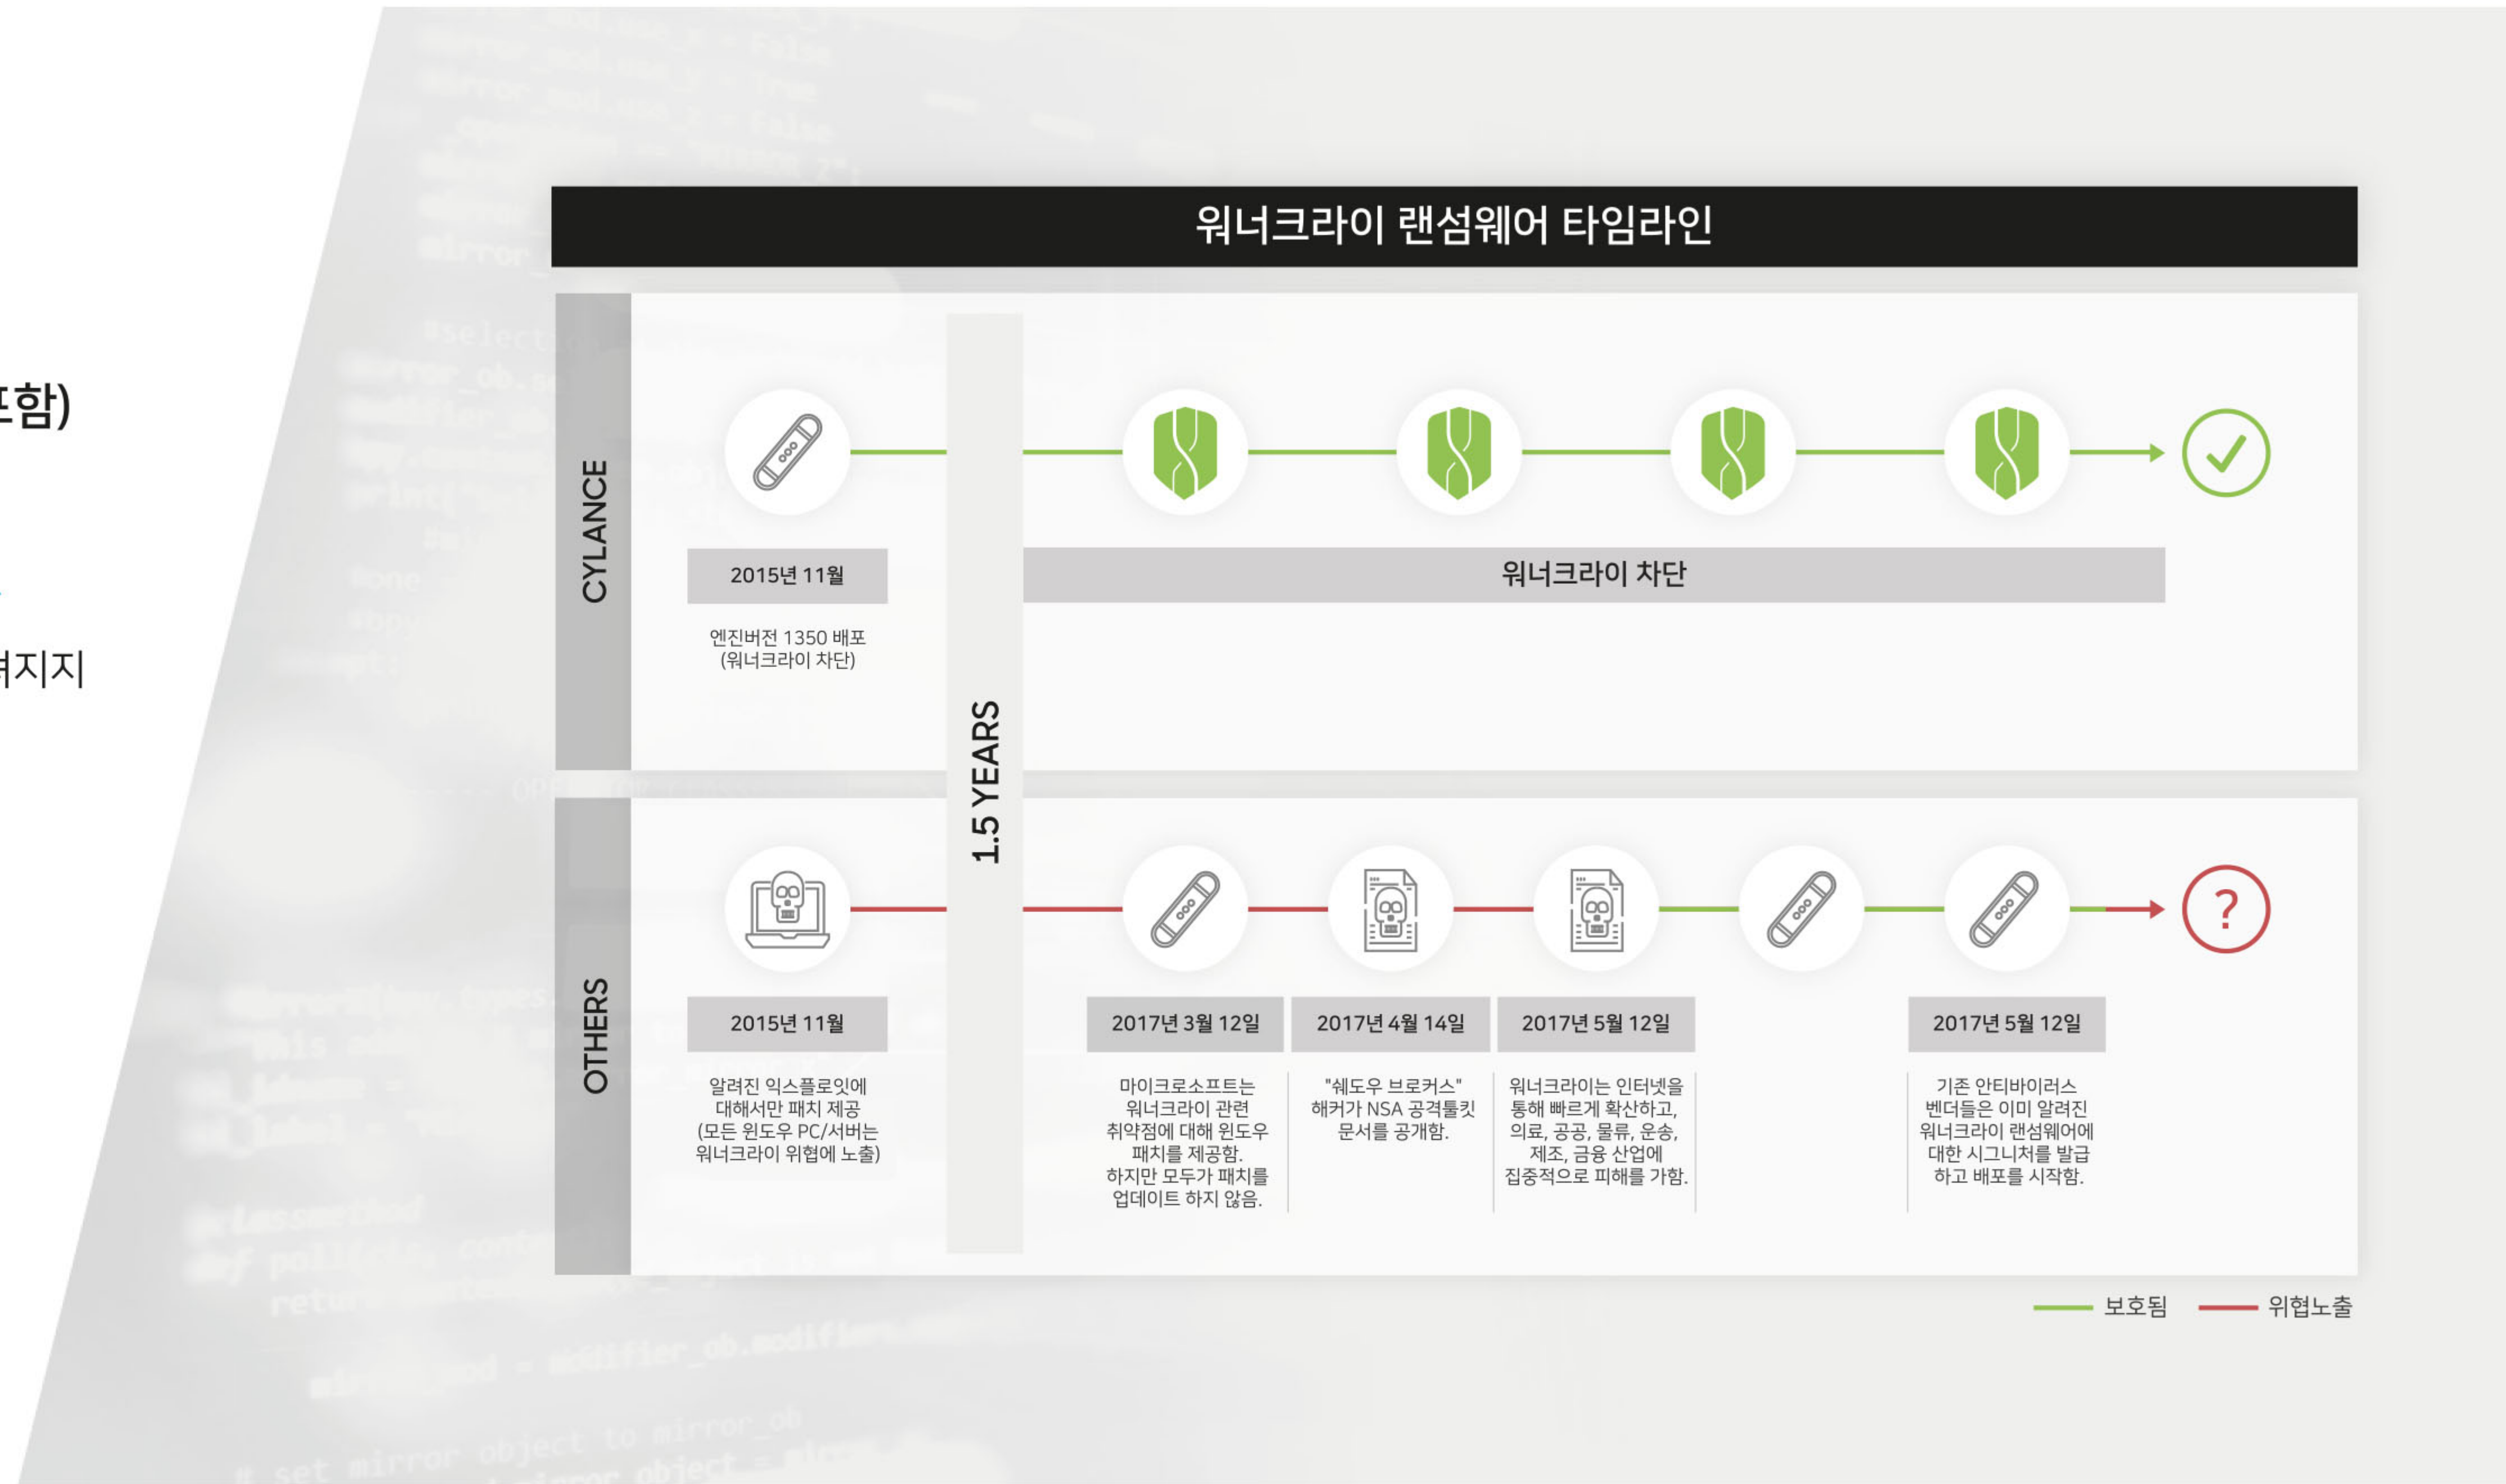 포함)
져지지
워너크라이 랜섬웨어 타임라인
CYLANCE
2015년 11월
엔진버전 1350 배포
(워너크라이 차단)
1.5 YEARS
워너크라이 차단
OTHERS
2015년 11월
알려진 익스플로잇에
대해서만 패치 제공
(모든 윈도우 PC/서버는
워너크라이 위협에 노출)
2017년 3월 12일
마이크로소프트는
워너크라이 관련
취약점에 대해 윈도우
패치를 제공함.
하지만 모두가 패치를
업데이트 하지 않음.
2017년 4월 14일
"쉐도우 브로커스"
해커가 NSA 공격툴킷
문서를 공개함.
2017년 5월 12일
워너크라이는 인터넷을
통해 빠르게 확산하고,
의료, 공공, 물류, 운송,
제조, 금융 산업에
집중적으로 피해를 가함.
2017년 5월 12일
기존 안티바이러스
벤더들은 이미 알려진
워너크라이 랜섬웨어에
대한 시그니처를 발급
하고 배포를 시작함.
?
보호됨
위협노출
# set mirror object to mirror_ob